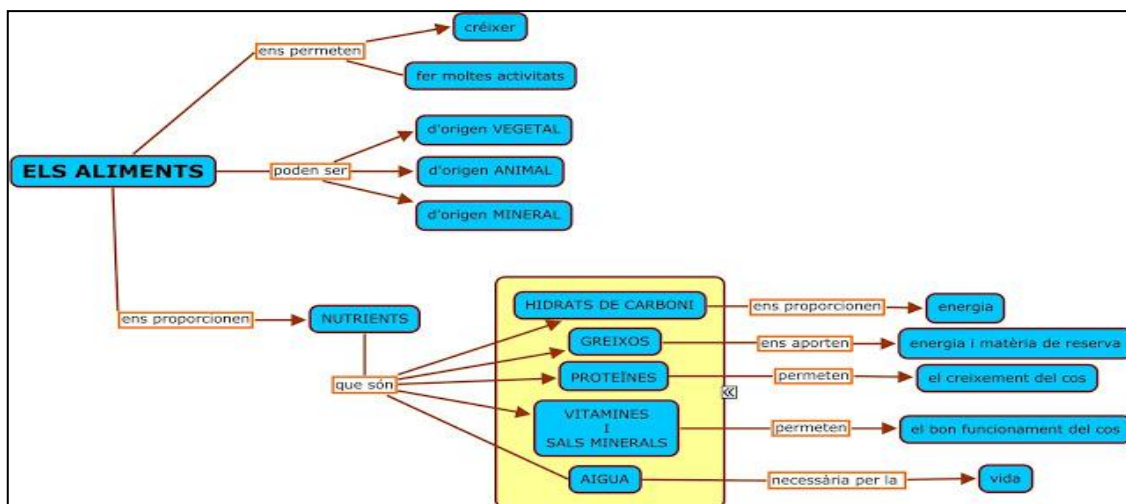 créixer
ens permeten
fer moltes activitats
d'origen VEGETAL
ELS ALIMENTS
poden ser
d'origen ANIMAL
d'origen MINERAL
HIDRATS DE CARBONI
ens proporcionen
energia
ens proporcionen
NUTRIENTS
GREIXOS
ens aporten
energia i matèria de reserva
que són
PROTEÏNES
permeten
el creixement del cos
VITAMINES
I
SALS MINERALS
permeten
el bon funcionament del cos
AIGUA
necessària per la
vida